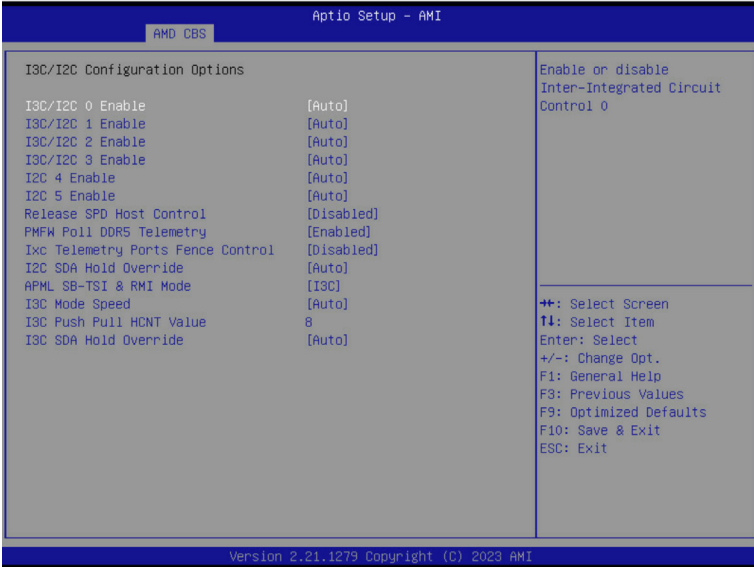 Aptio Setup – AMI
AMD CBS
I3C/I2C Configuration Options
I3C/I2C 0 Enable [Auto]
I3C/I2C 1 Enable [Auto]
I3C/I2C 2 Enable [Auto]
I3C/I2C 3 Enable [Auto]
I2C 4 Enable [Auto]
I2C 5 Enable [Auto]
Release SPD Host Control [Disabled]
PMFW Poll DDR5 Telemetry [Enabled]
Ixc Telemetry Ports Fence Control [Disabled]
I2C SDA Hold Override [Auto]
APML SB-TSI & RMI Mode [I3C]
I3C Mode Speed [Auto]
I3C Push Pull HCNT Value 8
I3C SDA Hold Override [Auto]
Enable or disable
Inter-Integrated Circuit
Control 0
→←: Select Screen
↑↓: Select Item
Enter: Select
+/-: Change Opt.
F1: General Help
F3: Previous Values
F9: Optimized Defaults
F10: Save & Exit
ESC: Exit
Version 2.21.1279 Copyright (C) 2023 AMI